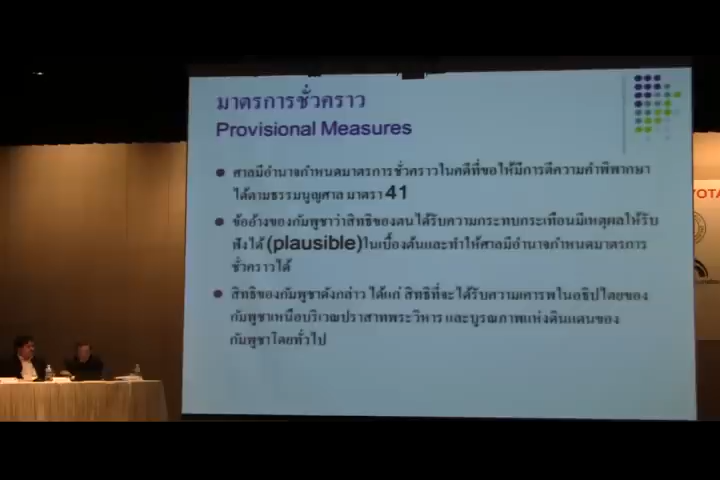 มาตรการชั่วคราว
Provisional Measures
ศาลมีอำนาจกำหนดมาตรการชั่วคราวในคดีที่ขอให้มีการตีความคำพิพากษา
ได้ตามธรรมนูญศาล มาตรา 41
ข้ออ้างของกัมพูชาว่าสิทธิของตนได้รับความกระทบกระเทือนมีเหตุผลให้รับ
ฟังได้ (plausible)ในเบื้องต้นและทำให้ศาลมีอำนาจกำหนดมาตรการ
ชั่วคราวได้
สิทธิของกัมพูชาดังกล่าว ได้แก่ สิทธิที่จะได้รับความเคารพในอธิปไตยของ
กัมพูชาเหนือบริเวณปราสาทพระวิหาร และบูรณภาพแห่งดินแดนของ
กัมพูชาโดยทั่วไป